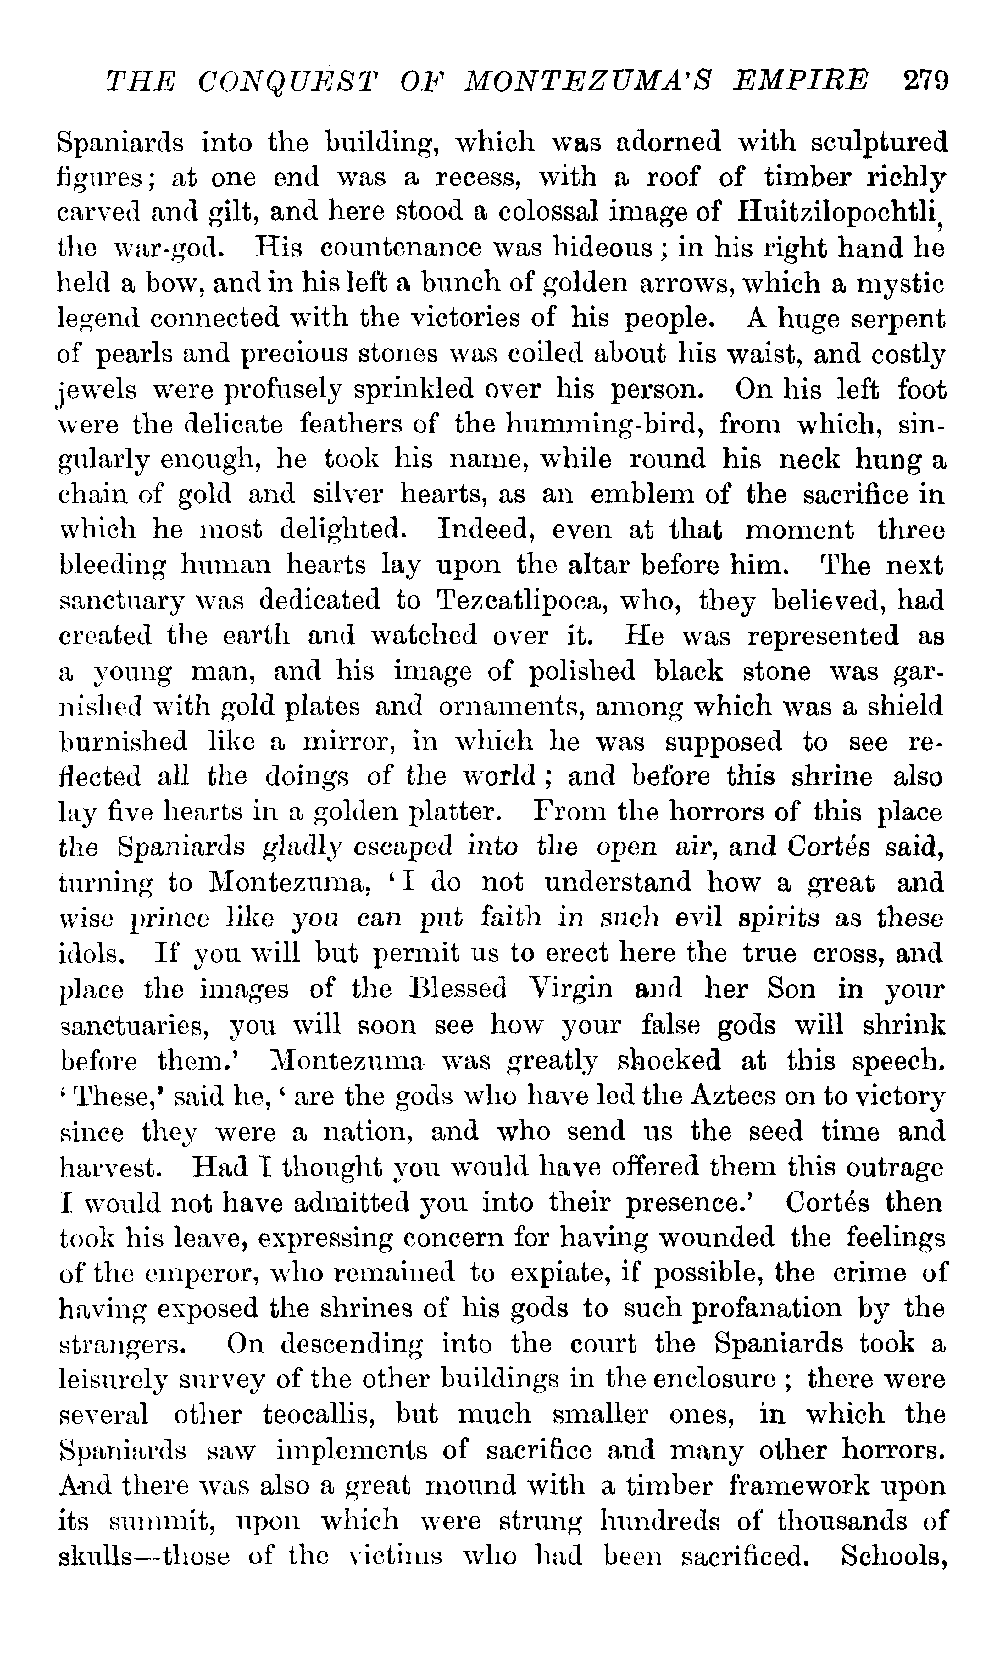 THE CONQUEST OF MONTEZUMA'S EMPIRE 279
Spaniards into the building, which was adorned with sculptured
figures; at one end was a recess, with a roof of timber richly
carved and gilt, and here stood a colossal image of Huitzilopochtli,
the war-god. His countenance was hideous; in his right hand he
held a bow, and in his left a bunch of golden arrows, which a mystic
legend connected with the victories of his people. A huge serpent
of pearls and precious stones was coiled about his waist, and costly
jewels were profusely sprinkled over his person. On his left foot
were the delicate feathers of the humming-bird, from which, sin-
gularly enough, he took his name, while round his neck hung a
chain of gold and silver hearts, as an emblem of the sacrifice in
which he most delighted. Indeed, even at that moment three
bleeding human hearts lay upon the altar before him. The next
sanctuary was dedicated to Tezcatlipoca, who, they believed, had
created the earth and watched over it. He was represented as
a young man, and his image of polished black stone was gar-
nished with gold plates and ornaments, among which was a shield
burnished like a mirror, in which he was supposed to see re-
flected all the doings of the world; and before this shrine also
lay five hearts in a golden platter. From the horrors of this place
the Spaniards gladly escaped into the open air, and Cortés said,
turning to Montezuma, 'I do not understand how a great and
wise prince like you can put faith in such evil spirits as these
idols. If you will but permit us to erect here the true cross, and
place the images of the Blessed Virgin and her Son in your
sanctuaries, you will soon see how your false gods will shrink
before them.' Montezuma was greatly shocked at this speech.
'These,' said he, 'are the gods who have led the Aztecs on to victory
since they were a nation, and who send us the seed time and
harvest. Had I thought you would have offered them this outrage
I would not have admitted you into their presence.' Cortés then
took his leave, expressing concern for having wounded the feelings
of the emperor, who remained to expiate, if possible, the crime of
having exposed the shrines of his gods to such profanation by the
strangers. On descending into the court the Spaniards took a
leisurely survey of the other buildings in the enclosure; there were
several other teocallis, but much smaller ones, in which the
Spaniards saw implements of sacrifice and many other horrors.
And there was also a great mound with a timber framework upon
its summit, upon which were strung hundreds of thousands of
skulls—those of the victims who had been sacrificed. Schools,